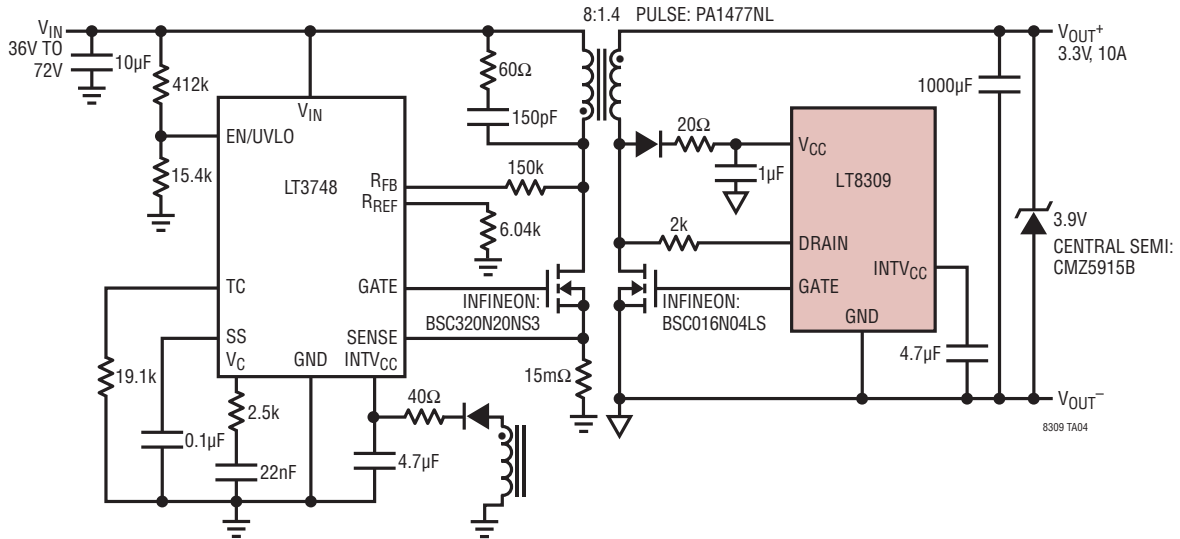 8:1.4 PULSE: PA1477NL
VIN
36V TO
72V
10µF
412k
15.4k
60Ω
150pF
VIN
EN/UVLO
LT3748
RFB
RREF
TC
GATE
SS
VC
GND
SENSE
INTVCC
150k
6.04k
INFINEON:
BSC320N20NS3
15mΩ
19.1k
0.1µF
2.5k
22nF
40Ω
4.7µF
20Ω
1µF
2k
INFINEON:
BSC016N04LS
VCC
LT8309
DRAIN
INTVCC
GATE
GND
4.7µF
1000µF
VOUT+
3.3V, 10A
3.9V
CENTRAL SEMI:
CMZ5915B
VOUT–
8309 TA04